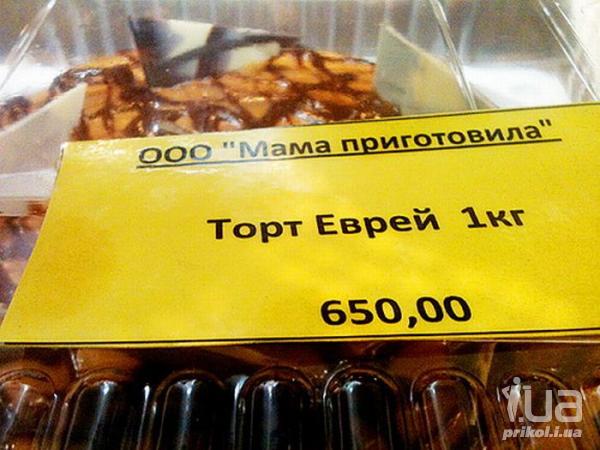 ООО "Мама приготовила"
Торт Еврей 1кг
650,00
i.ua
prikol.i.ua